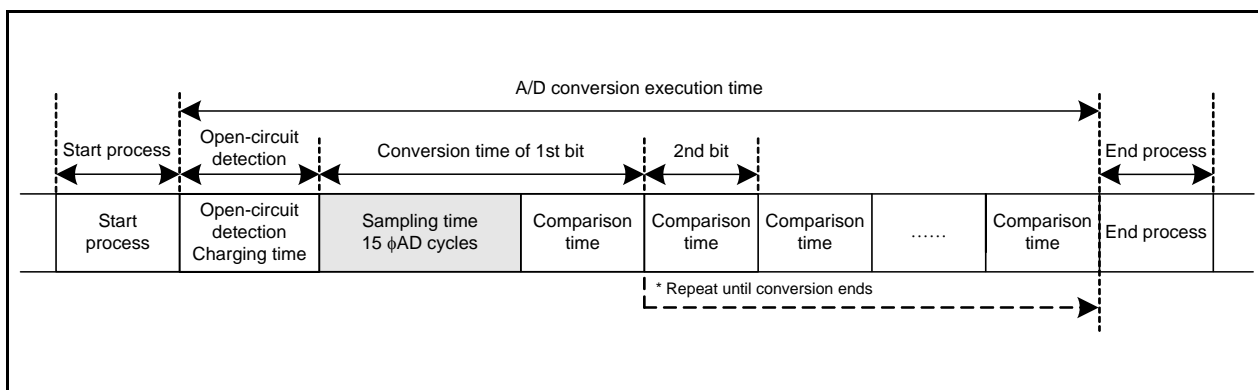 A/D conversion execution time
Start process
Open-circuit
detection
Conversion time of 1st bit
2nd bit
End process
Start
process
Open-circuit
detection
Charging time
Sampling time
15 ϕAD cycles
Comparison
time
Comparison
time
Comparison
time
......
Comparison
time
End process
* Repeat until conversion ends